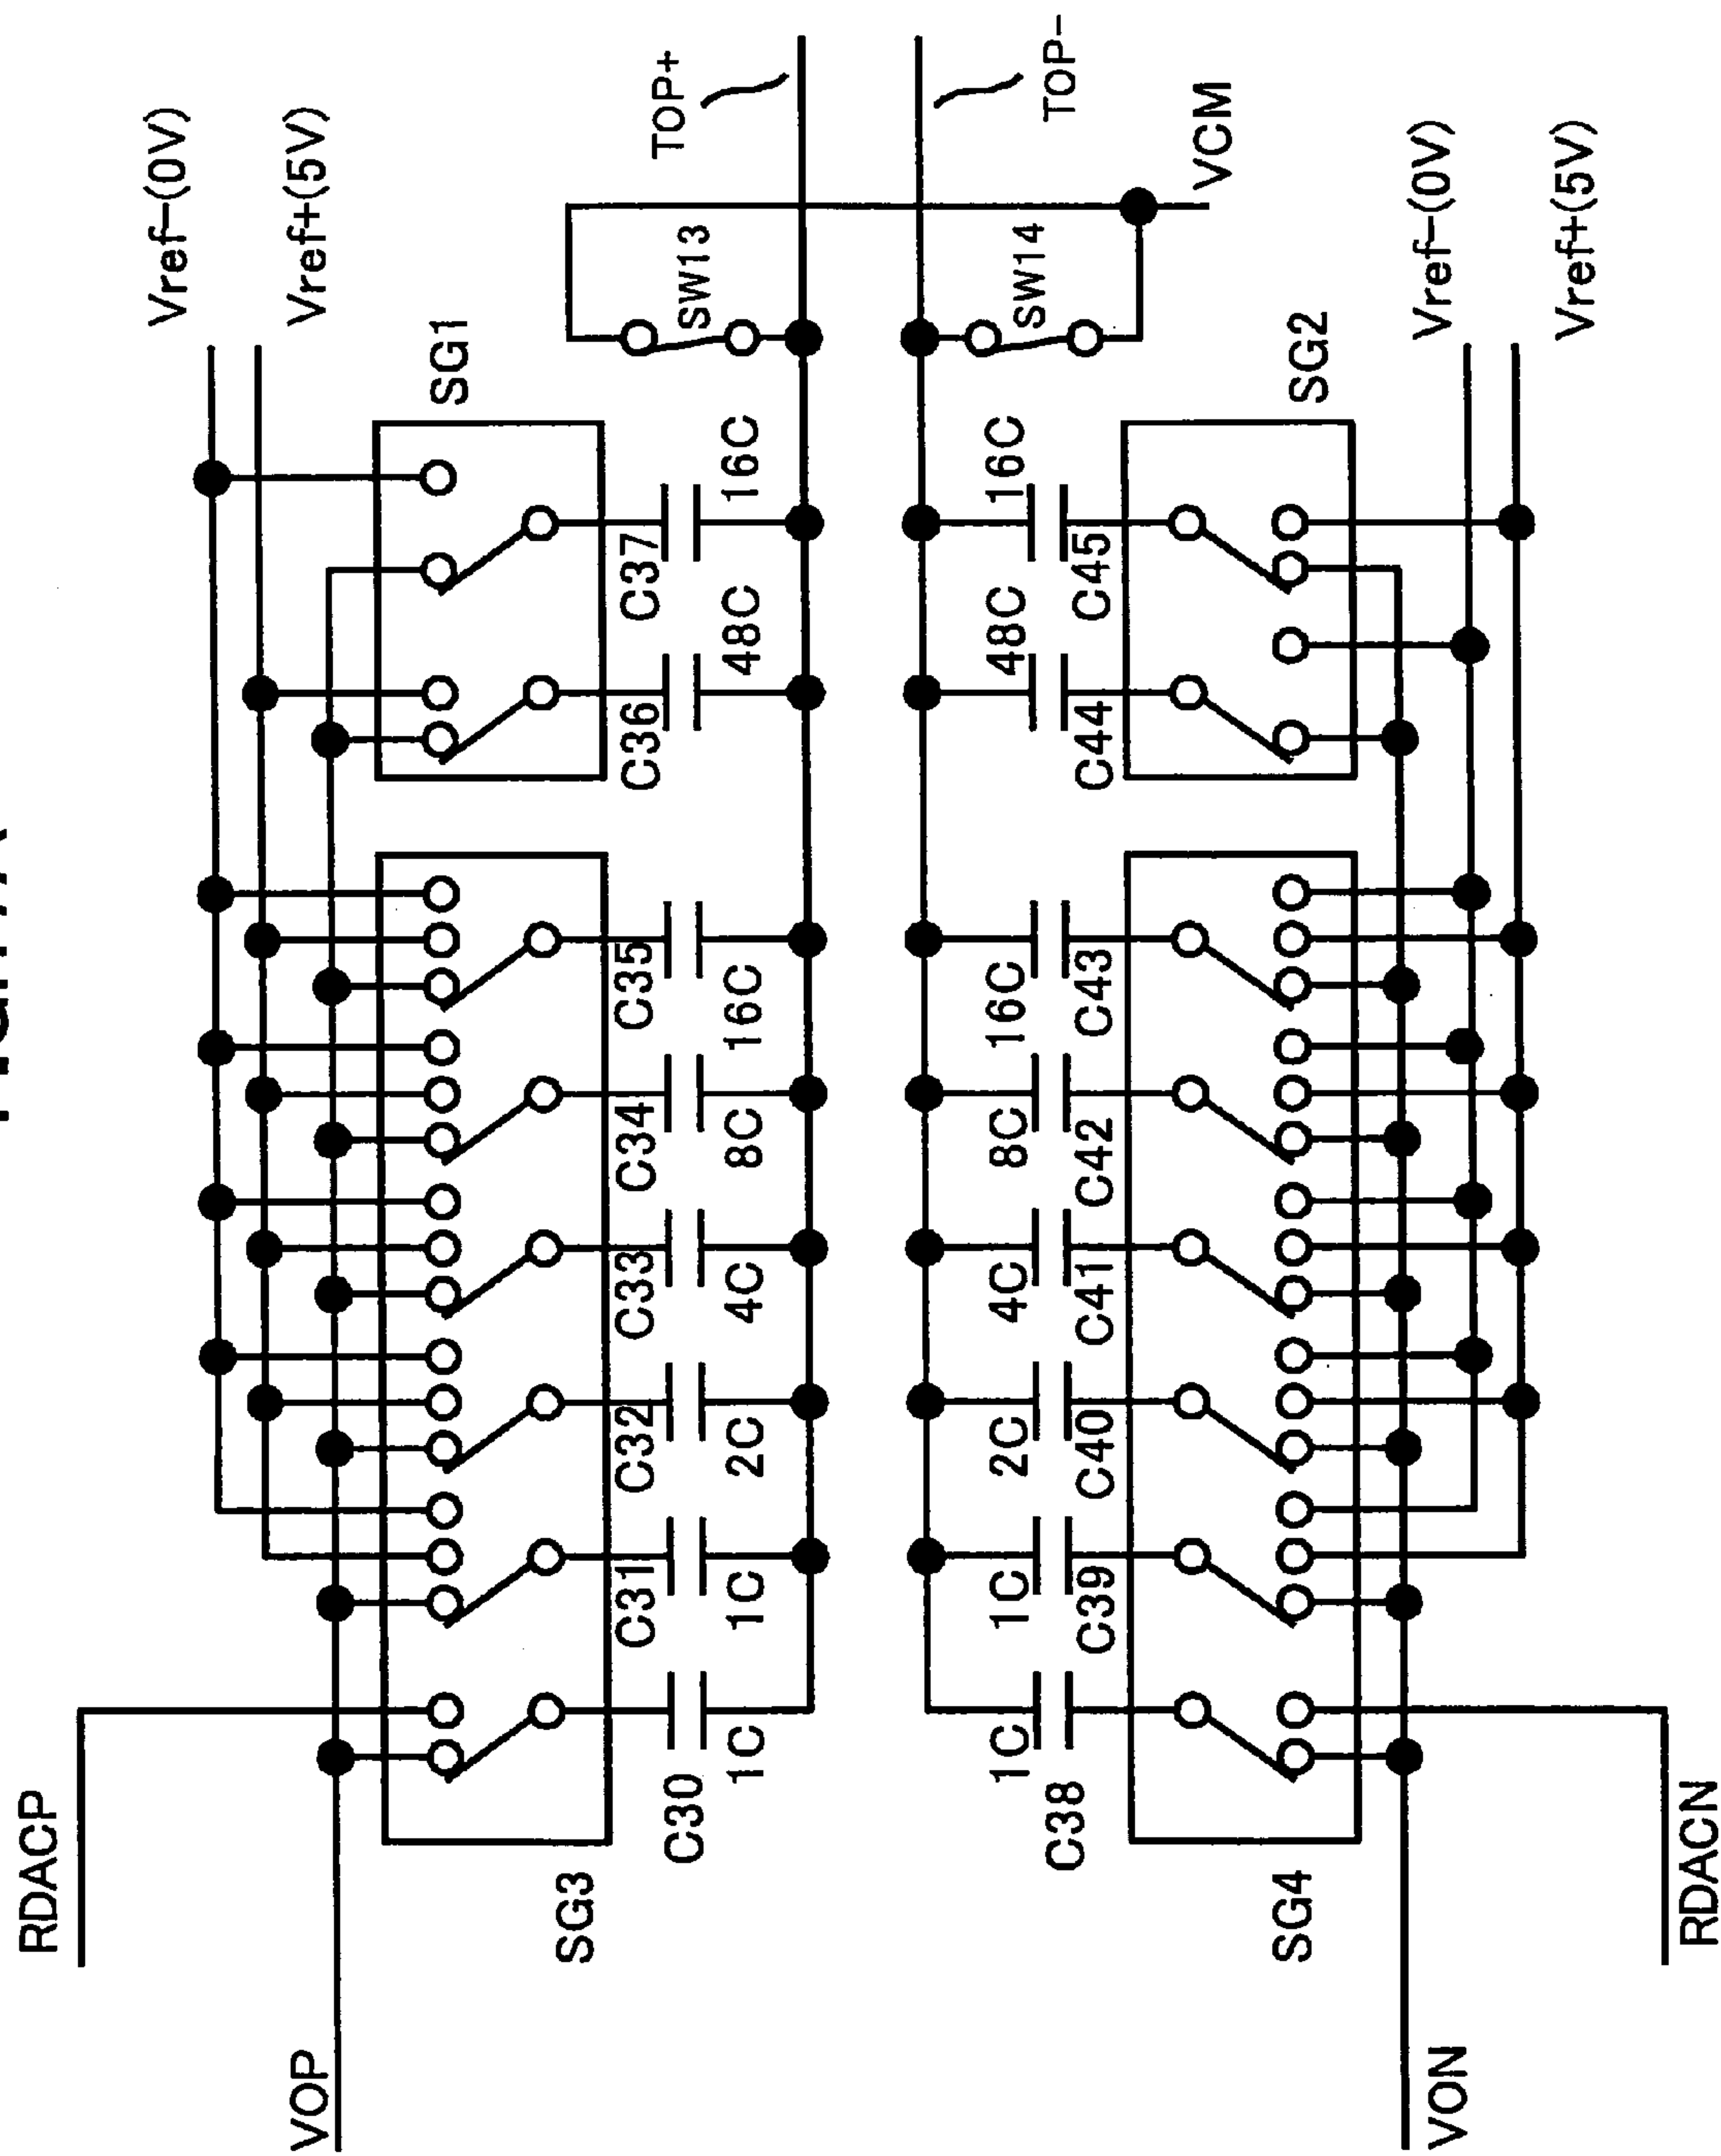 RDACP
VOP
Vref-(0V)
Vref+(5V)
SG3
SG1
C30
C31
C32
C33
C34
C35
C36
C37
1C
1C
2C
4C
8C
16C
48C
16C
SW13
TOP+
TOP-
SW14
VCM
1C
1C
2C
4C
8C
16C
48C
16C
C38
C39
C40
C41
C42
C43
C44
C45
SG4
SG2
Vref-(0V)
Vref+(5V)
VON
RDACN